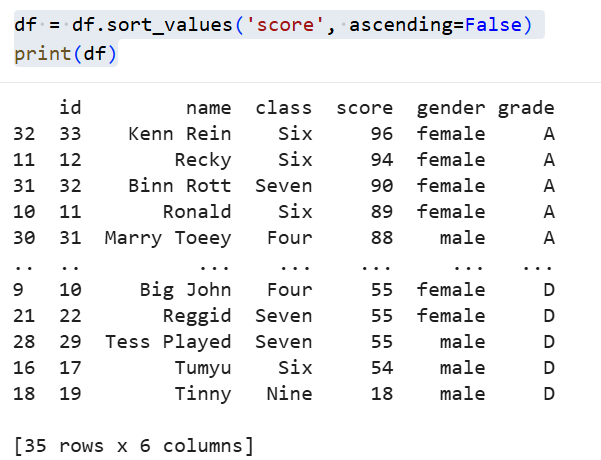 df = df.sort_values('score', ascending=False)
print(df)
    id         name  class  score  gender grade
32  33    Kenn Rein    Six     96  female     A
11  12        Recky    Six     94  female     A
31  32    Binn Rott  Seven     90  female     A
10  11       Ronald    Six     89  female     A
30  31  Marry Toeey   Four     88    male     A
..  ..          ...    ...    ...     ...   ...
9   10     Big John   Four     55  female     D
21  22       Reggid  Seven     55  female     D
28  29  Tess Played  Seven     55    male     D
16  17        Tumyu    Six     54    male     D
18  19        Tinny   Nine     18    male     D
[35 rows x 6 columns]